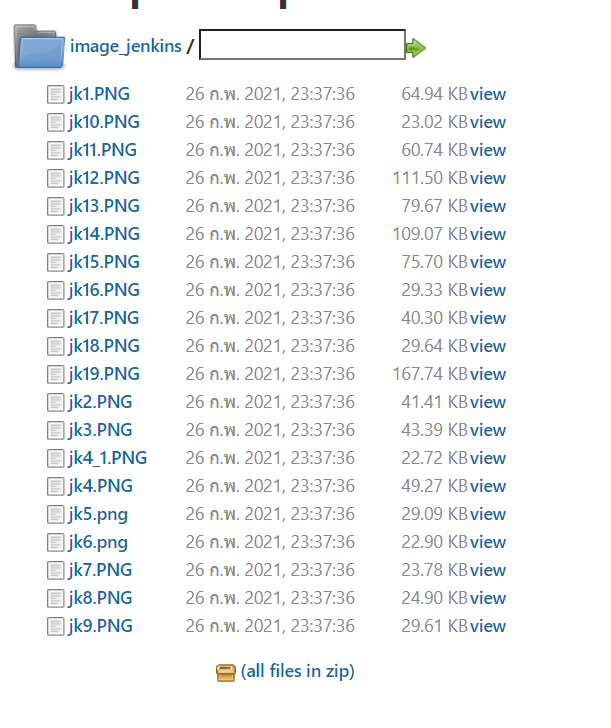 image_jenkins /
jk1.PNG 26 ก.พ. 2021, 23:37:36 64.94 KB view
jk10.PNG 26 ก.พ. 2021, 23:37:36 23.02 KB view
jk11.PNG 26 ก.พ. 2021, 23:37:36 60.74 KB view
jk12.PNG 26 ก.พ. 2021, 23:37:36 111.50 KB view
jk13.PNG 26 ก.พ. 2021, 23:37:36 79.67 KB view
jk14.PNG 26 ก.พ. 2021, 23:37:36 109.07 KB view
jk15.PNG 26 ก.พ. 2021, 23:37:36 75.70 KB view
jk16.PNG 26 ก.พ. 2021, 23:37:36 29.33 KB view
jk17.PNG 26 ก.พ. 2021, 23:37:36 40.30 KB view
jk18.PNG 26 ก.พ. 2021, 23:37:36 29.64 KB view
jk19.PNG 26 ก.พ. 2021, 23:37:36 167.74 KB view
jk2.PNG 26 ก.พ. 2021, 23:37:36 41.41 KB view
jk3.PNG 26 ก.พ. 2021, 23:37:36 43.39 KB view
jk4_1.PNG 26 ก.พ. 2021, 23:37:36 22.72 KB view
jk4.PNG 26 ก.พ. 2021, 23:37:36 49.27 KB view
jk5.png 26 ก.พ. 2021, 23:37:36 29.09 KB view
jk6.png 26 ก.พ. 2021, 23:37:36 22.90 KB view
jk7.PNG 26 ก.พ. 2021, 23:37:36 23.78 KB view
jk8.PNG 26 ก.พ. 2021, 23:37:36 24.90 KB view
jk9.PNG 26 ก.พ. 2021, 23:37:36 29.61 KB view
(all files in zip)